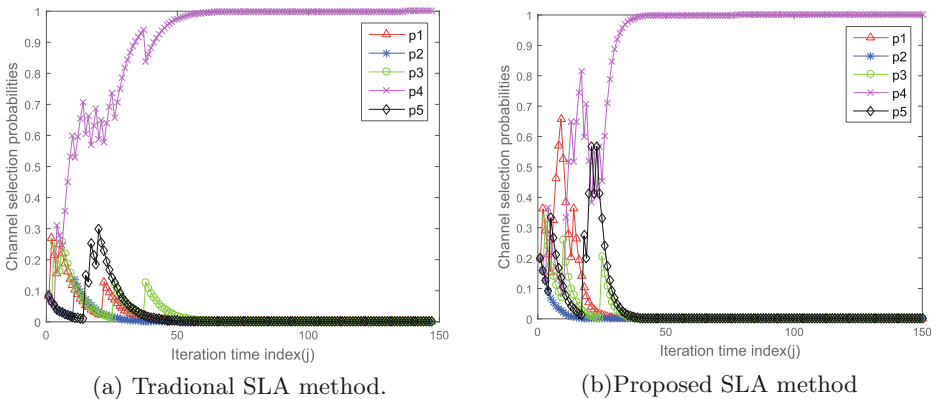 1
0.9
0.8
0.7
0.6
0.5
0.4
0.3
0.2
0.1
0
Channel selection probabilities
0 50 100 150
Iteration time index(j)
p1
p2
p3
p4
p5
(a) Tradional SLA method.
1
0.9
0.8
0.7
0.6
0.5
0.4
0.3
0.2
0.1
0
Channel selection probabilities
0 50 100 150
Iteration time index(j)
p1
p2
p3
p4
p5
(b)Proposed SLA method